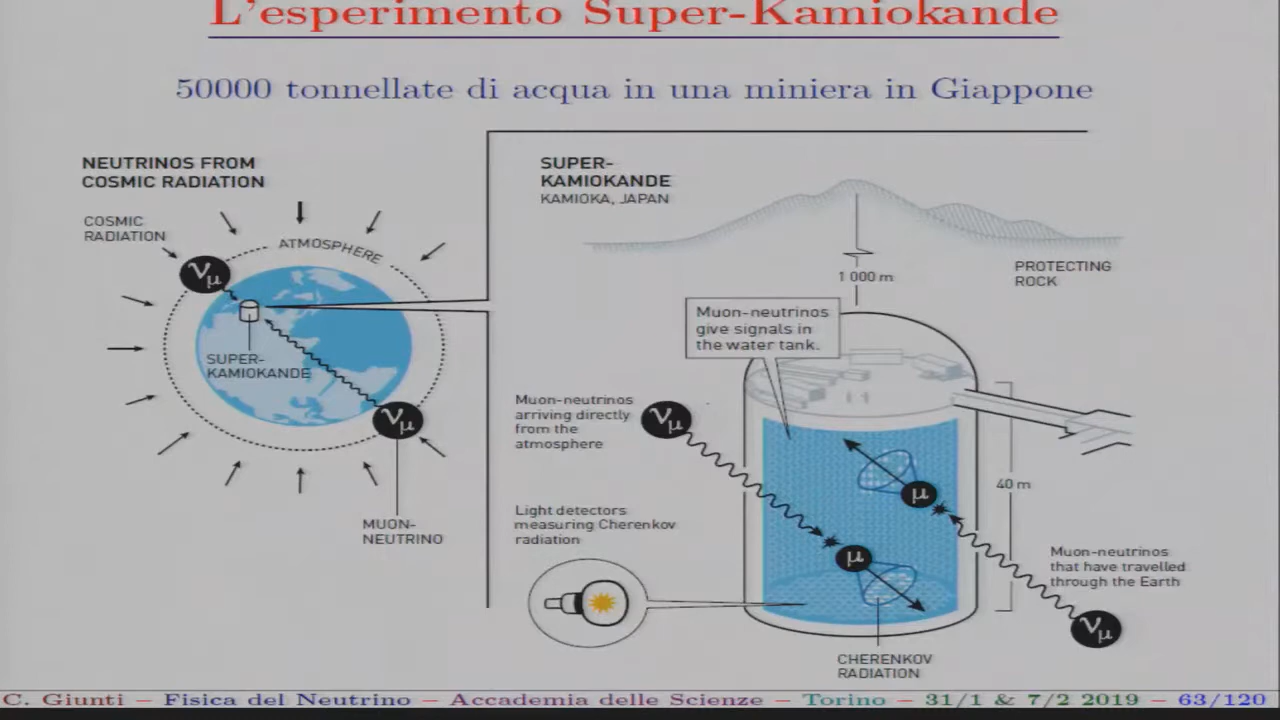 L'esperimento Super-Kamiokande
50000 tonnellate di acqua in una miniera in Giappone
NEUTRINOS FROM
COSMIC RADIATION
COSMIC
RADIATION
ATMOSPHERE
νμ
SUPER-
KAMIOKANDE
νμ
MUON-
NEUTRINO
SUPER-
KAMIOKANDE
KAMIOKA, JAPAN
1 000 m
PROTECTING
ROCK
Muon-neutrinos
give signals in
the water tank.
Muon-neutrinos
arriving directly
from the
atmosphere
νμ
μ
40 m
Light detectors
measuring Cherenkov
radiation
μ
Muon-neutrinos
that have travelled
through the Earth
νμ
CHERENKOV
RADIATION
C. Giunti – Fisica del Neutrino – Accademia delle Scienze – Torino – 31/1 & 7/2 2019 – 63/120